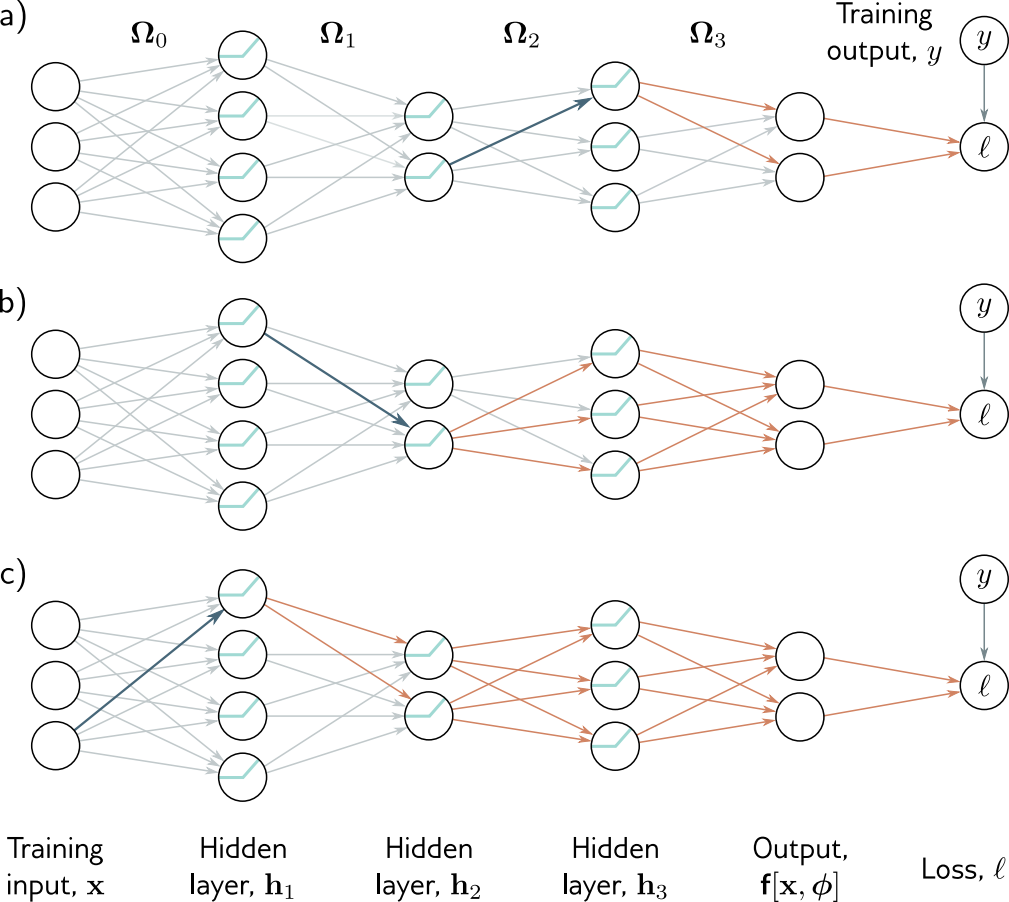 a)
Ω₀ Ω₁ Ω₂ Ω₃
Training
output, y
y
ℓ
b)
y
ℓ
c)
y
ℓ
Training
input, x
Hidden
layer, h₁
Hidden
layer, h₂
Hidden
layer, h₃
Output,
f[x, ϕ]
Loss, ℓ